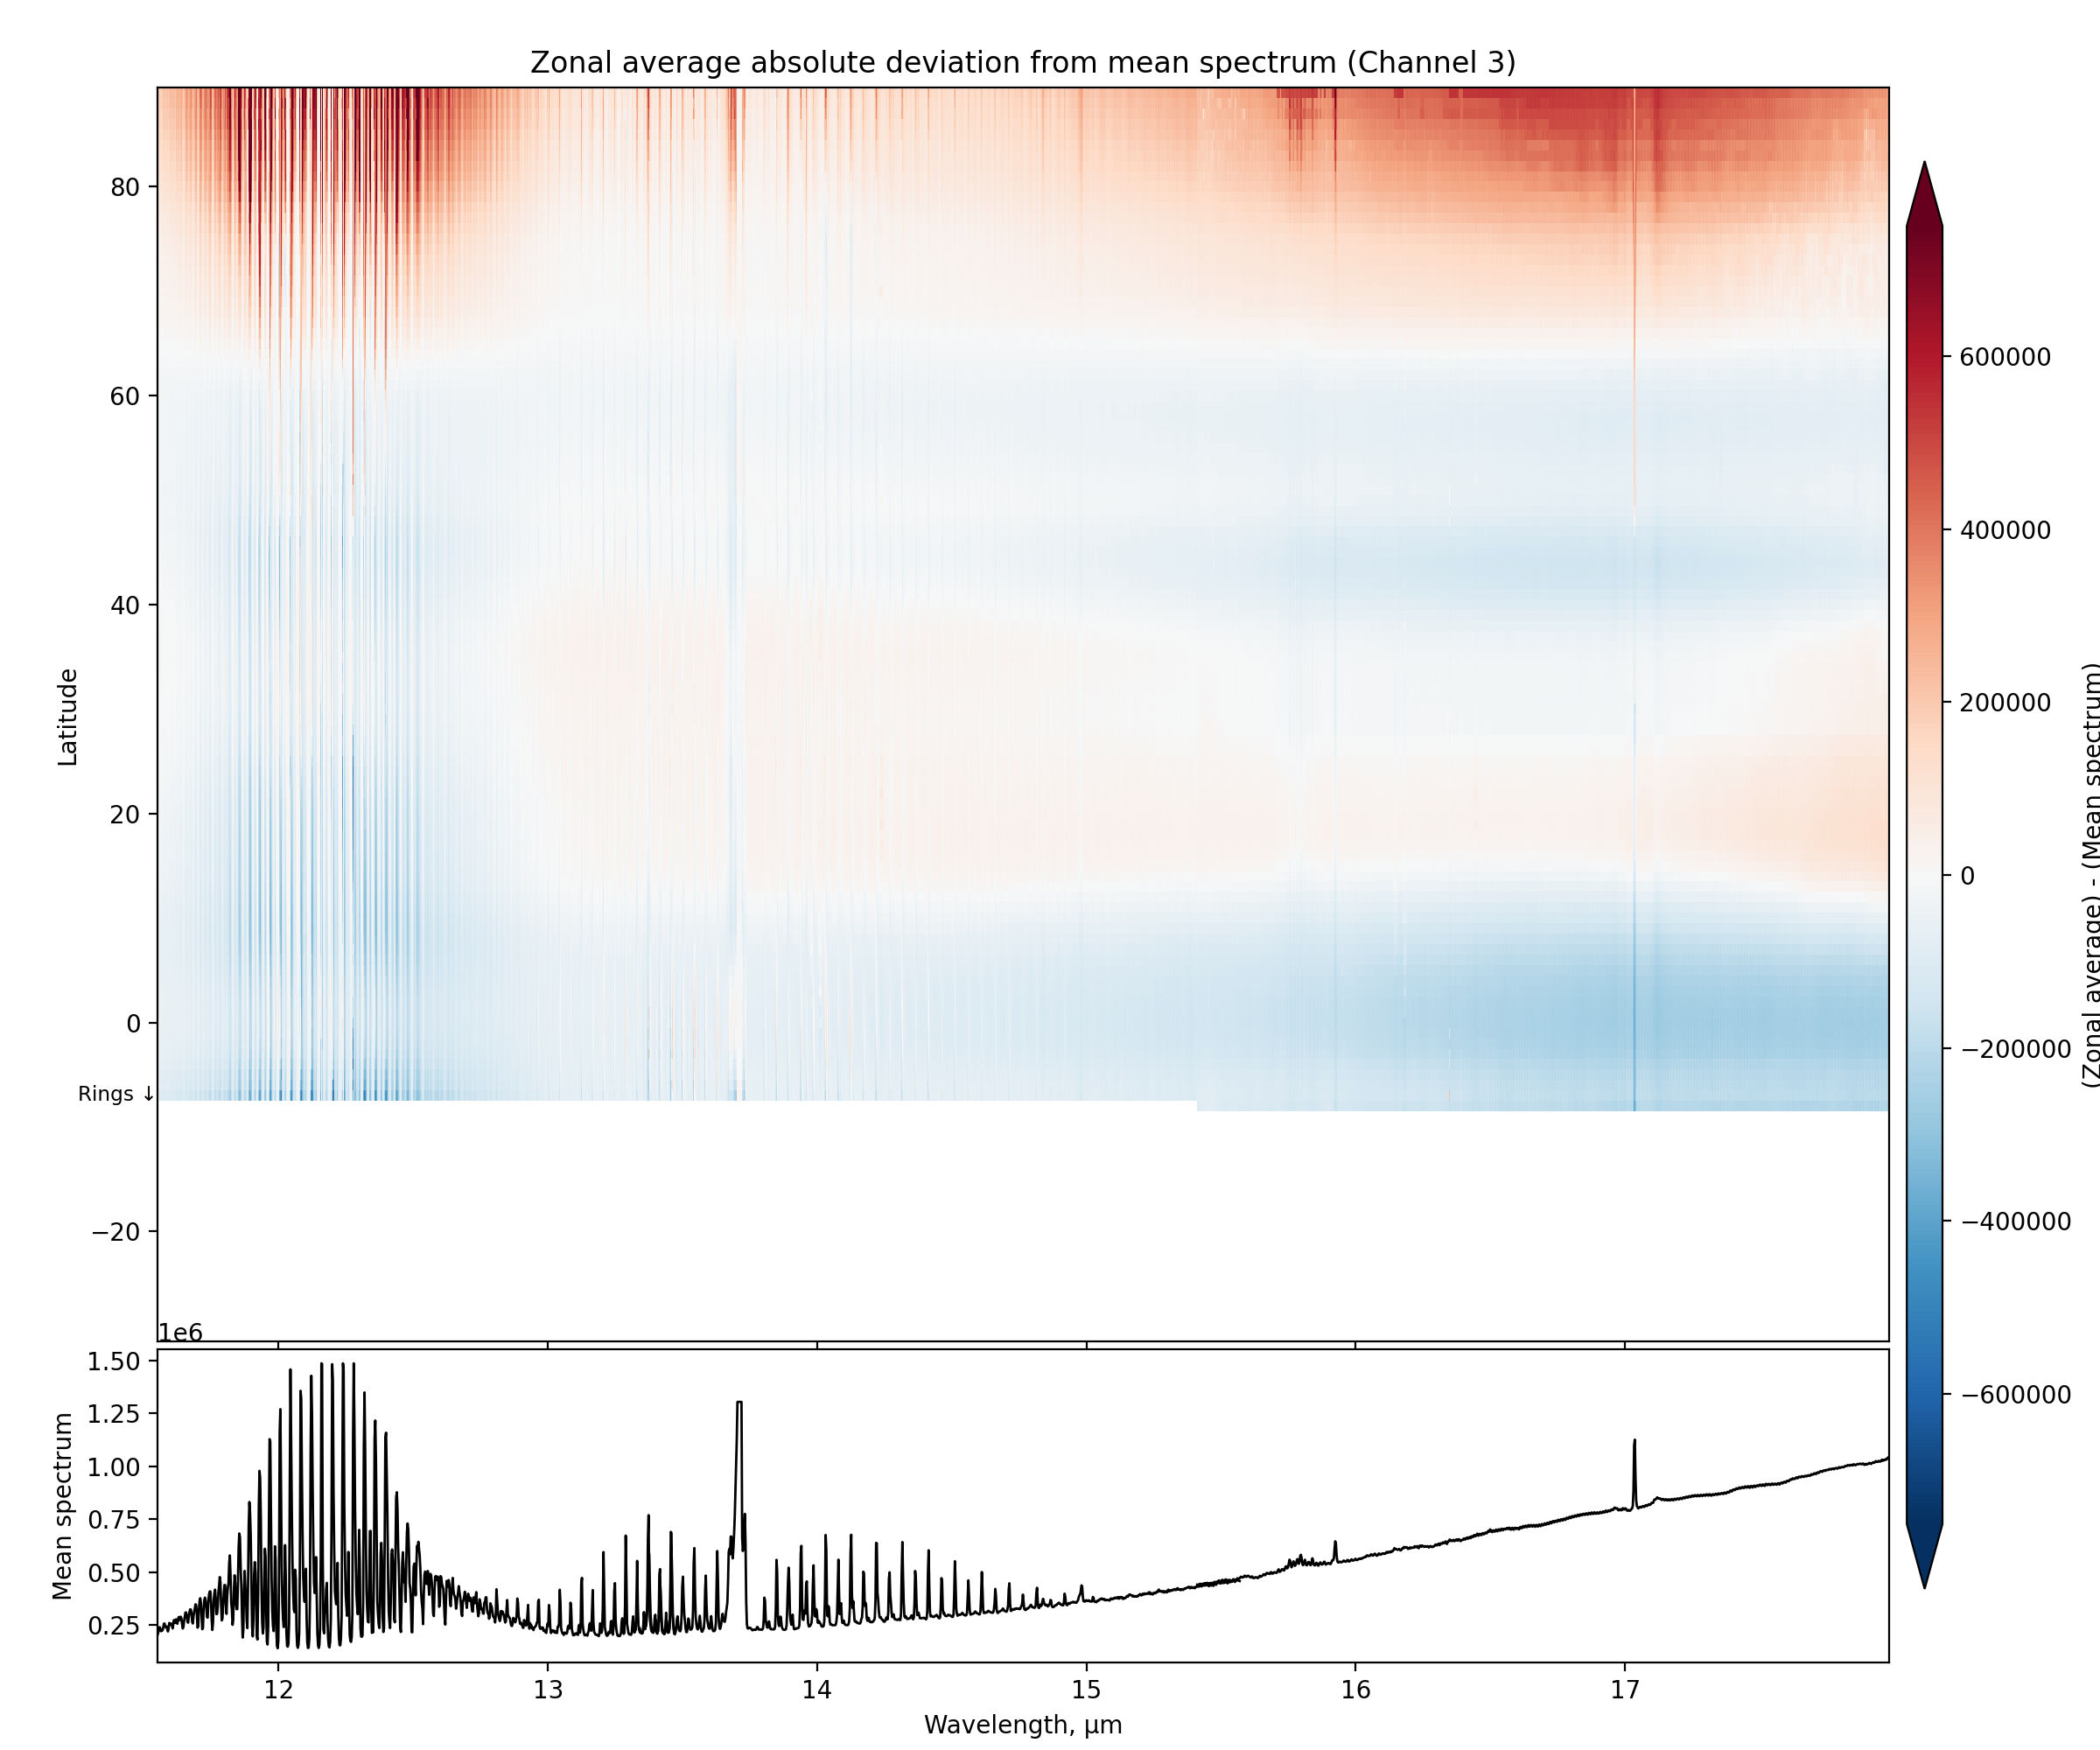 Zonal average absolute deviation from mean spectrum (Channel 3)
80
60
40
20
0
Rings ↓
−20
Latitude
600000
400000
200000
0
−200000
−400000
−600000
(Zonal average) - (Mean spectrum)
1e6
1.50
1.25
1.00
0.75
0.50
0.25
Mean spectrum
12 13 14 15 16 17
Wavelength, µm